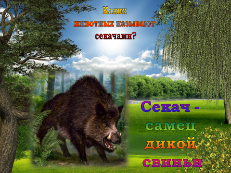 Каких
животных называют
секачами?
Секач -
самец
дикой
свиньи